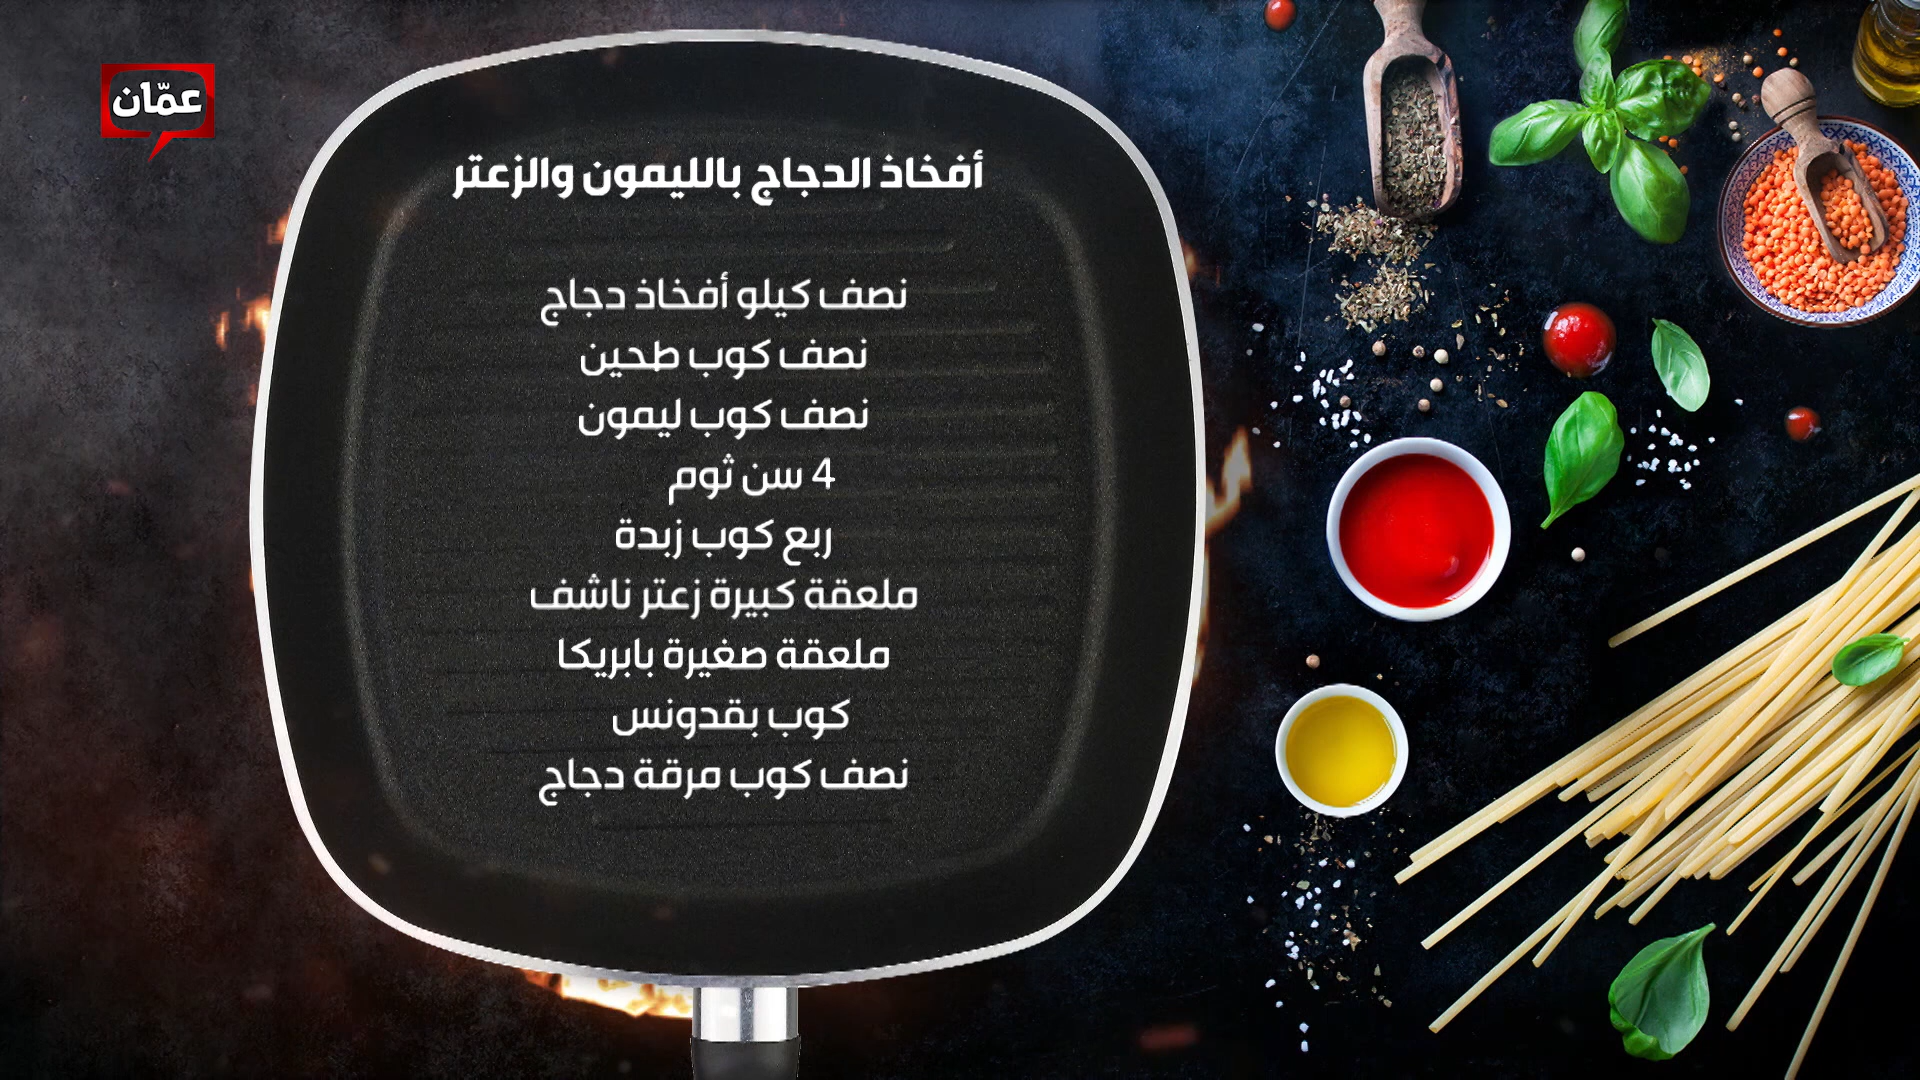 عمّان
أفخاذ الدجاج بالليمون والزعتر
نصف كيلو أفخاذ دجاج
نصف كوب طحين
نصف كوب ليمون
4 سن ثوم
ربع كوب زبدة
ملعقة كبيرة زعتر ناشف
ملعقة صغيرة بابريكا
كوب بقدونس
نصف كوب مرقة دجاج